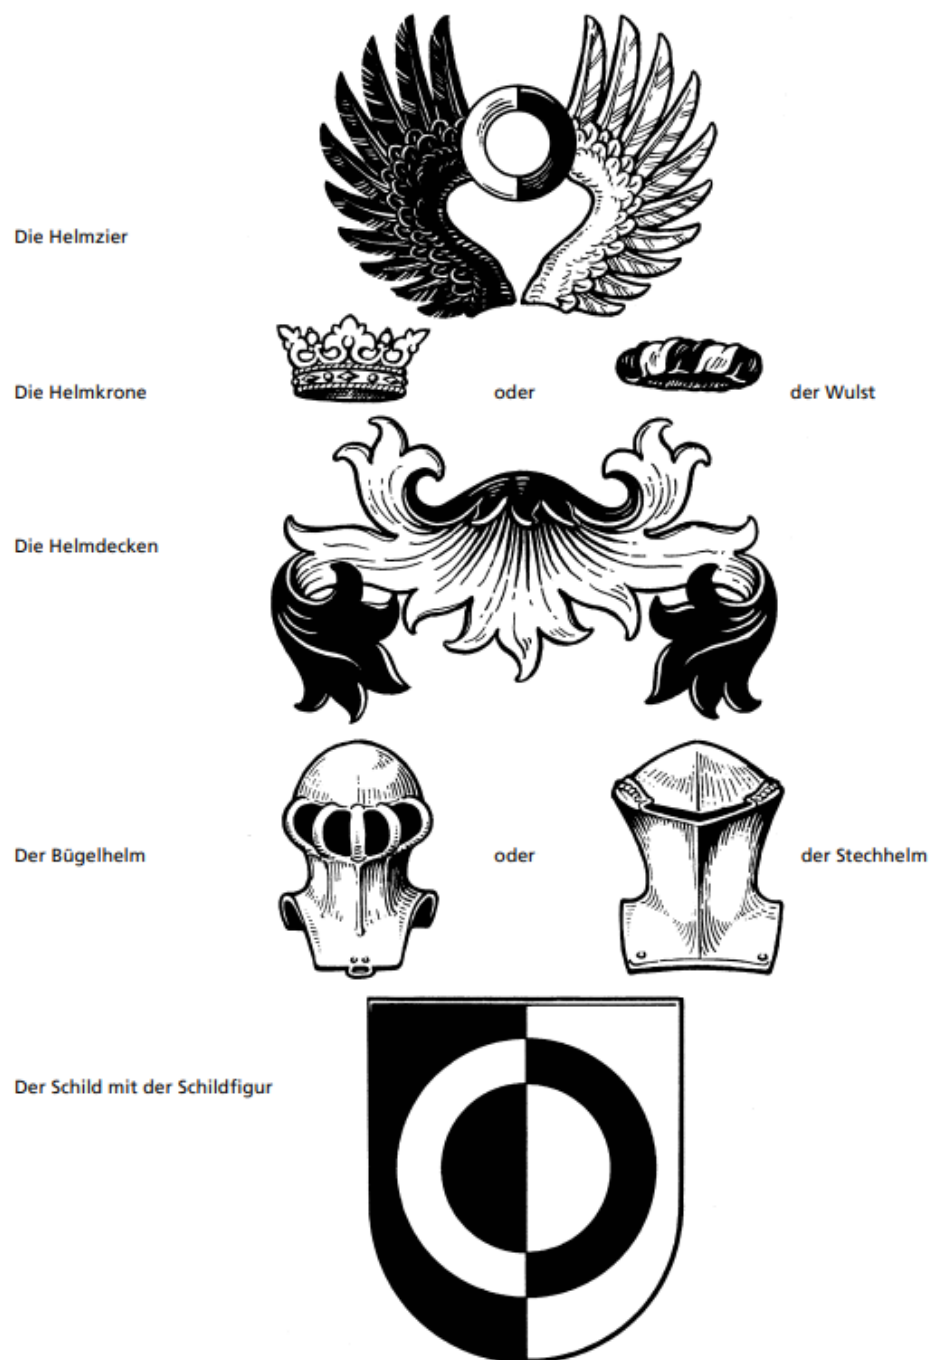 Die Helmzier
Die Helmkrone oder der Wulst
Die Helmdecken
Der Bügelhelm oder der Stechhelm
Der Schild mit der Schildfigur